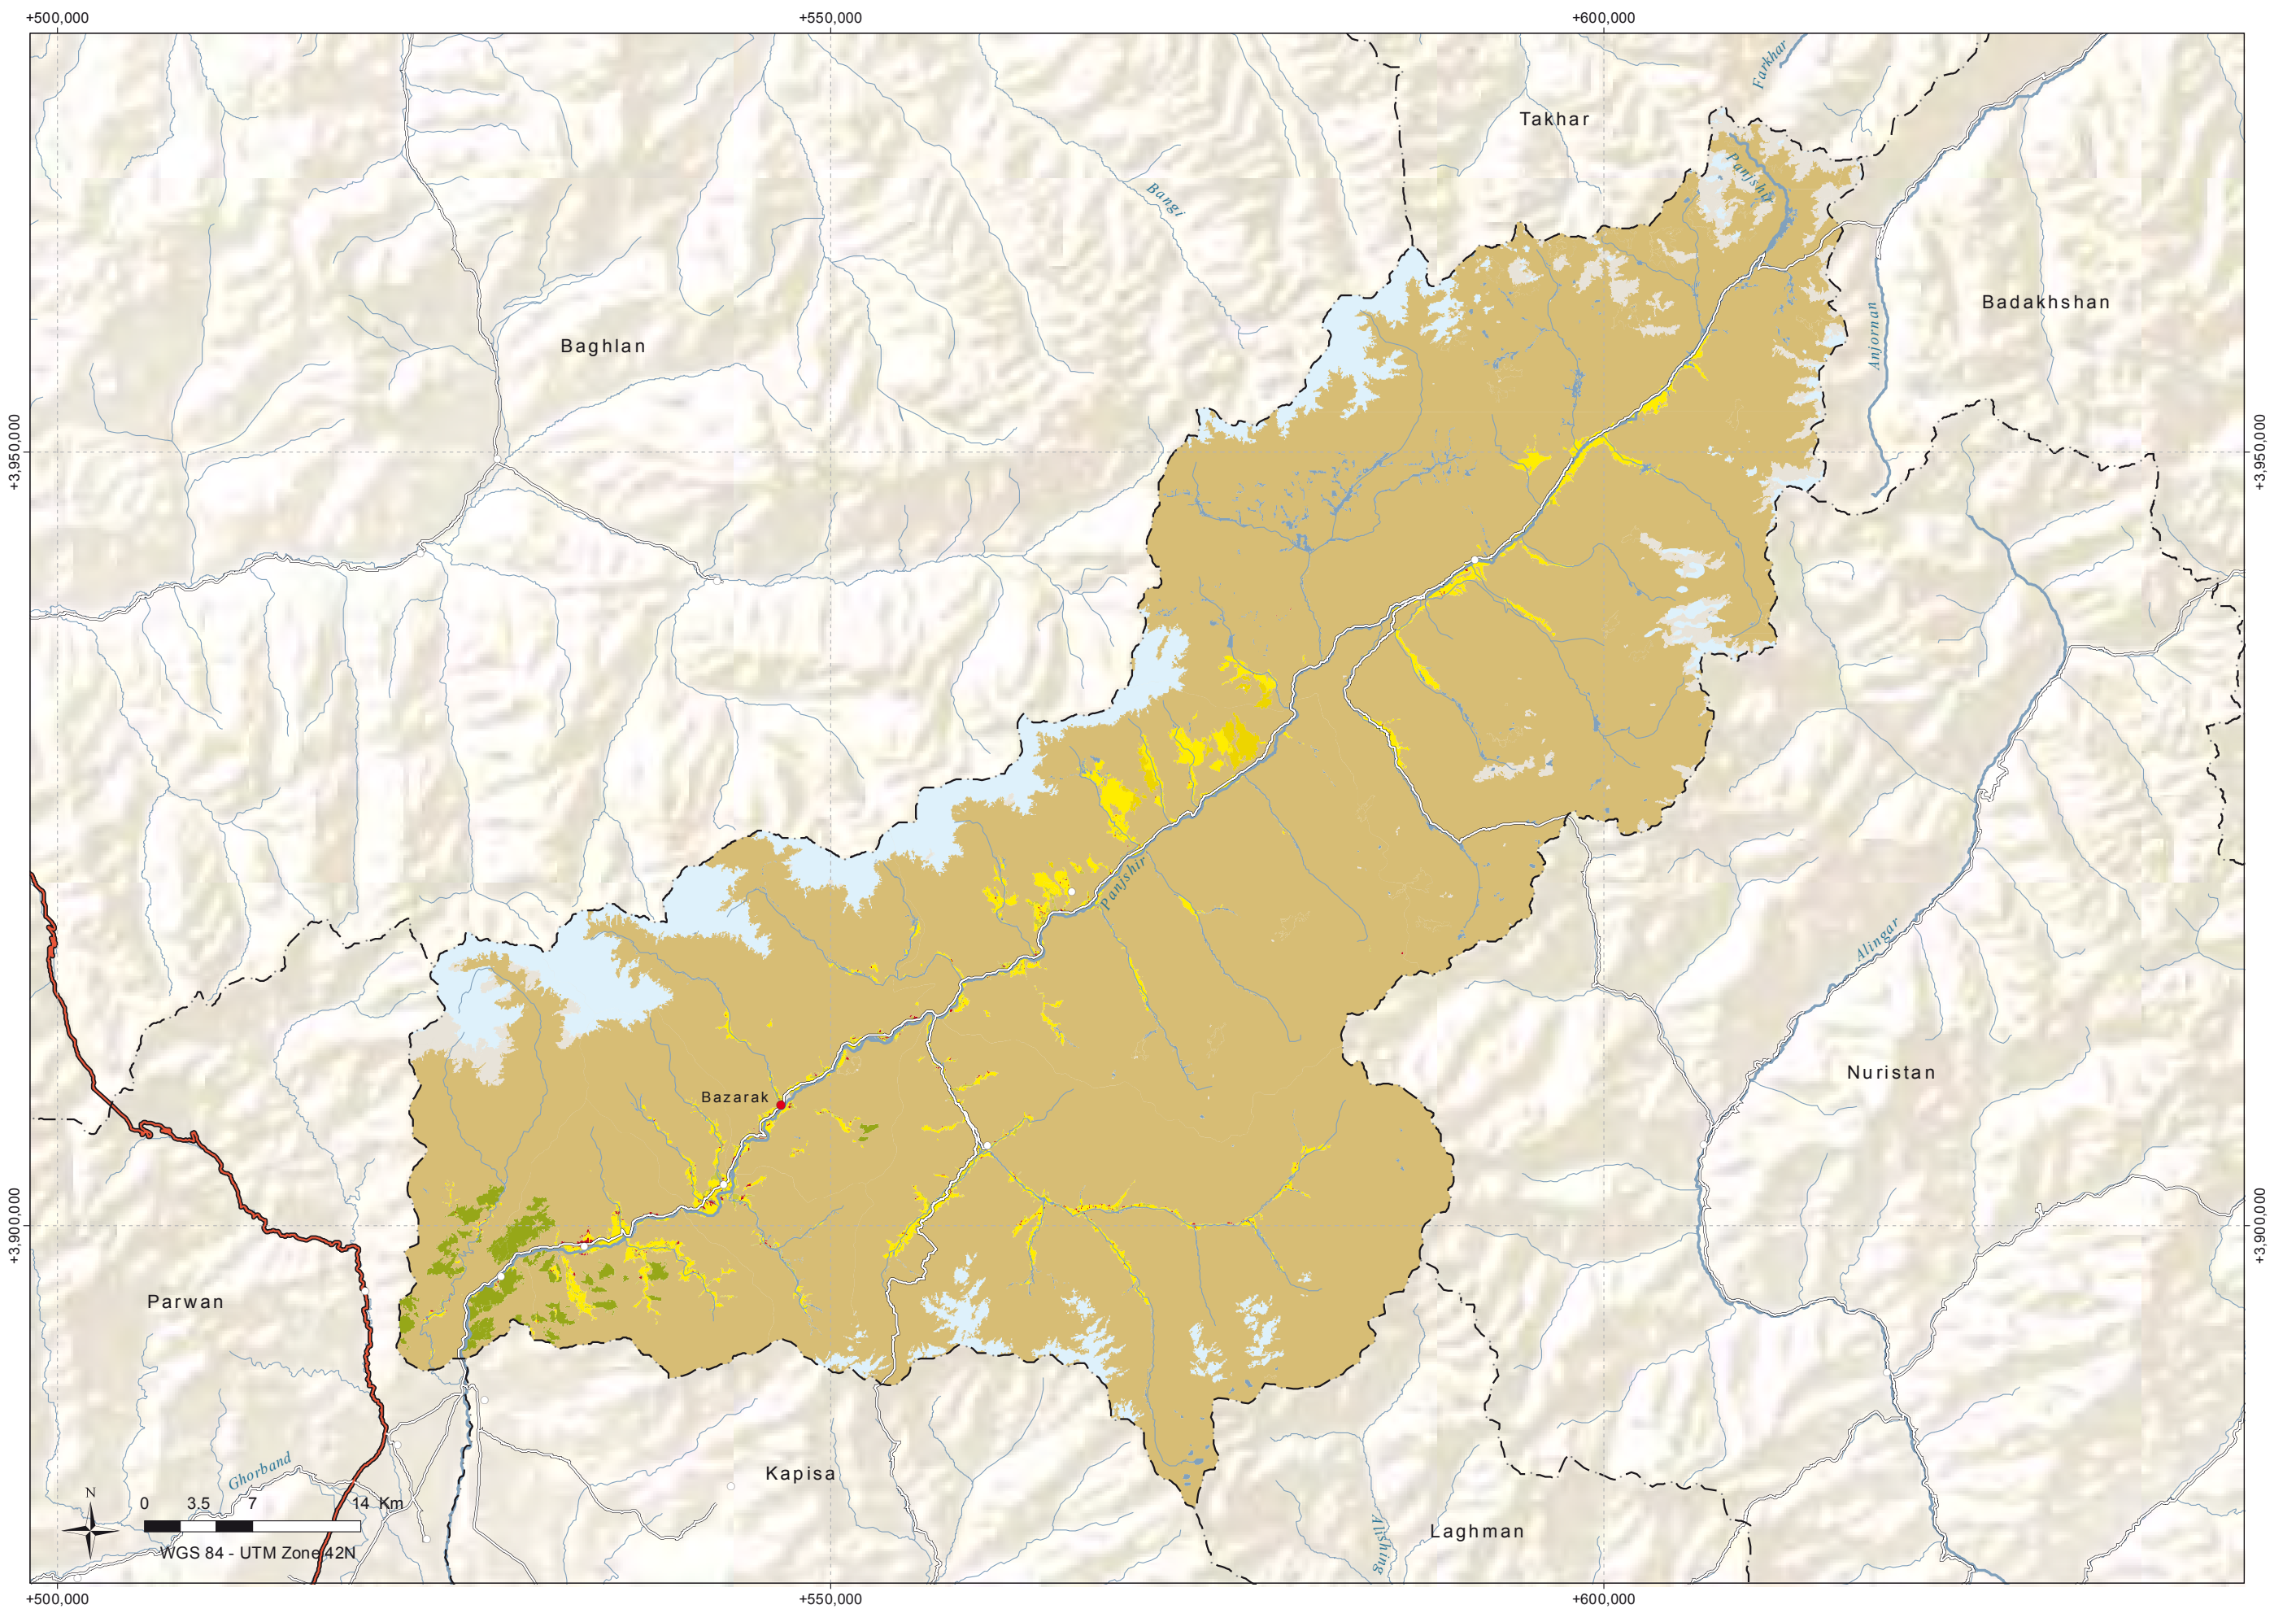 +500,000
+550,000
+600,000
Farkhar
Takhar
Panjshir
Bangi
Badakhshan
Anjornan
Baghlan
+3,950,000
+3,950,000
Panjshir
Alingar
Nuristan
Bazarak
+3,900,000
+3,900,000
Parwan
Ghorband
Kapisa
Laghman
Alishing
N
0 3.5 7 14 Km
WGS 84 - UTM Zone 42N
+500,000
+550,000
+600,000